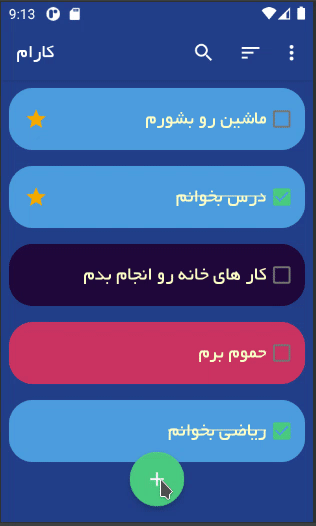 9:13
کارام
ماشین رو بشورم
درس بخوانم
کار های خانه رو انجام بدم
حموم برم
ریاضی بخوانم